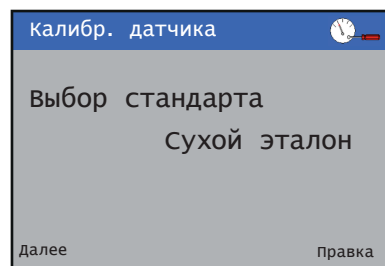 Калибр. датчика
Выбор стандарта
Сухой эталон
Далее
Правка